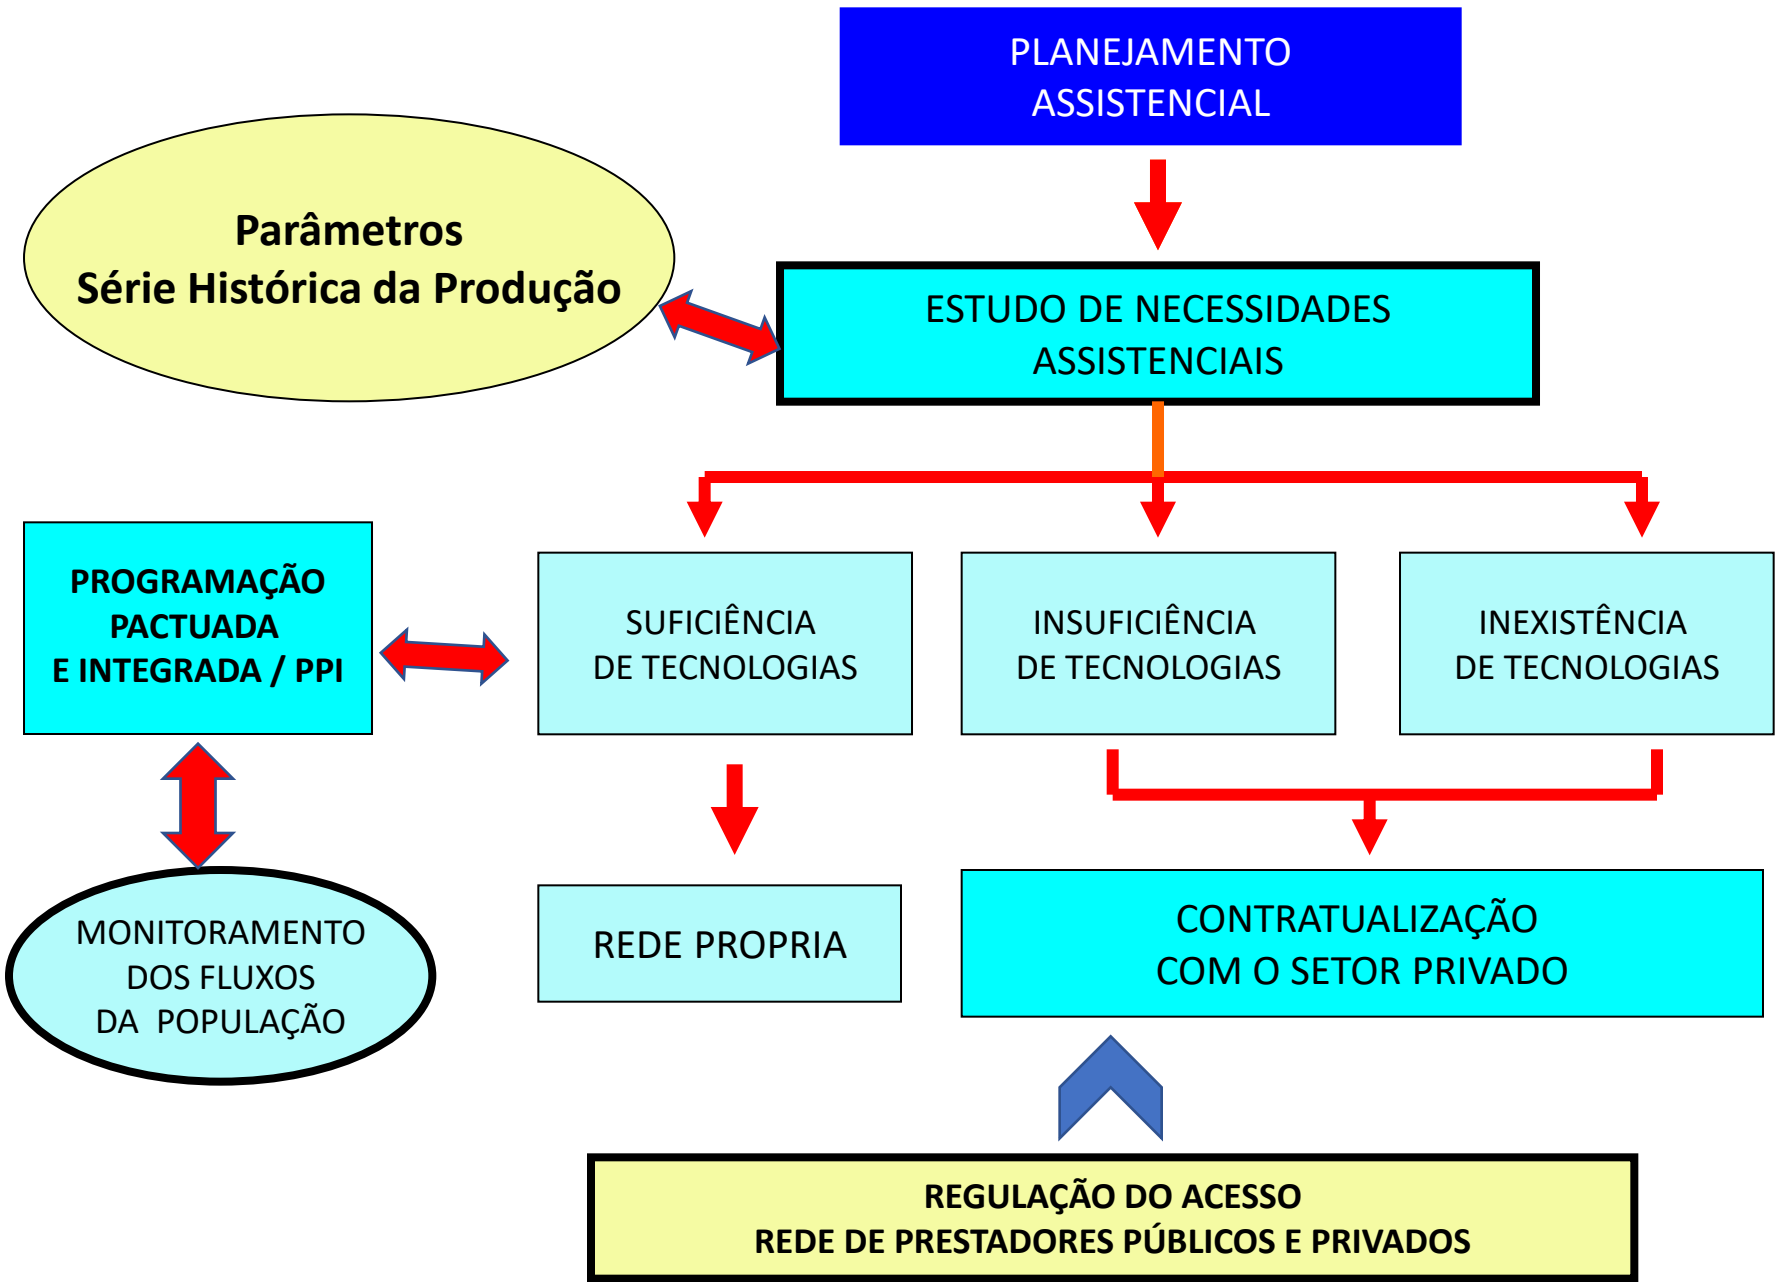 PLANEJAMENTO
ASSISTENCIAL
Parâmetros
Série Histórica da Produção
ESTUDO DE NECESSIDADES
ASSISTENCIAIS
PROGRAMAÇÃO
PACTUADA
E INTEGRADA / PPI
SUFICIÊNCIA
DE TECNOLOGIAS
INSUFICIÊNCIA
DE TECNOLOGIAS
INEXISTÊNCIA
DE TECNOLOGIAS
MONITORAMENTO
DOS FLUXOS
DA  POPULAÇÃO
REDE PROPRIA
CONTRATUALIZAÇÃO
COM O SETOR PRIVADO
REGULAÇÃO DO ACESSO
REDE DE PRESTADORES PÚBLICOS E PRIVADOS